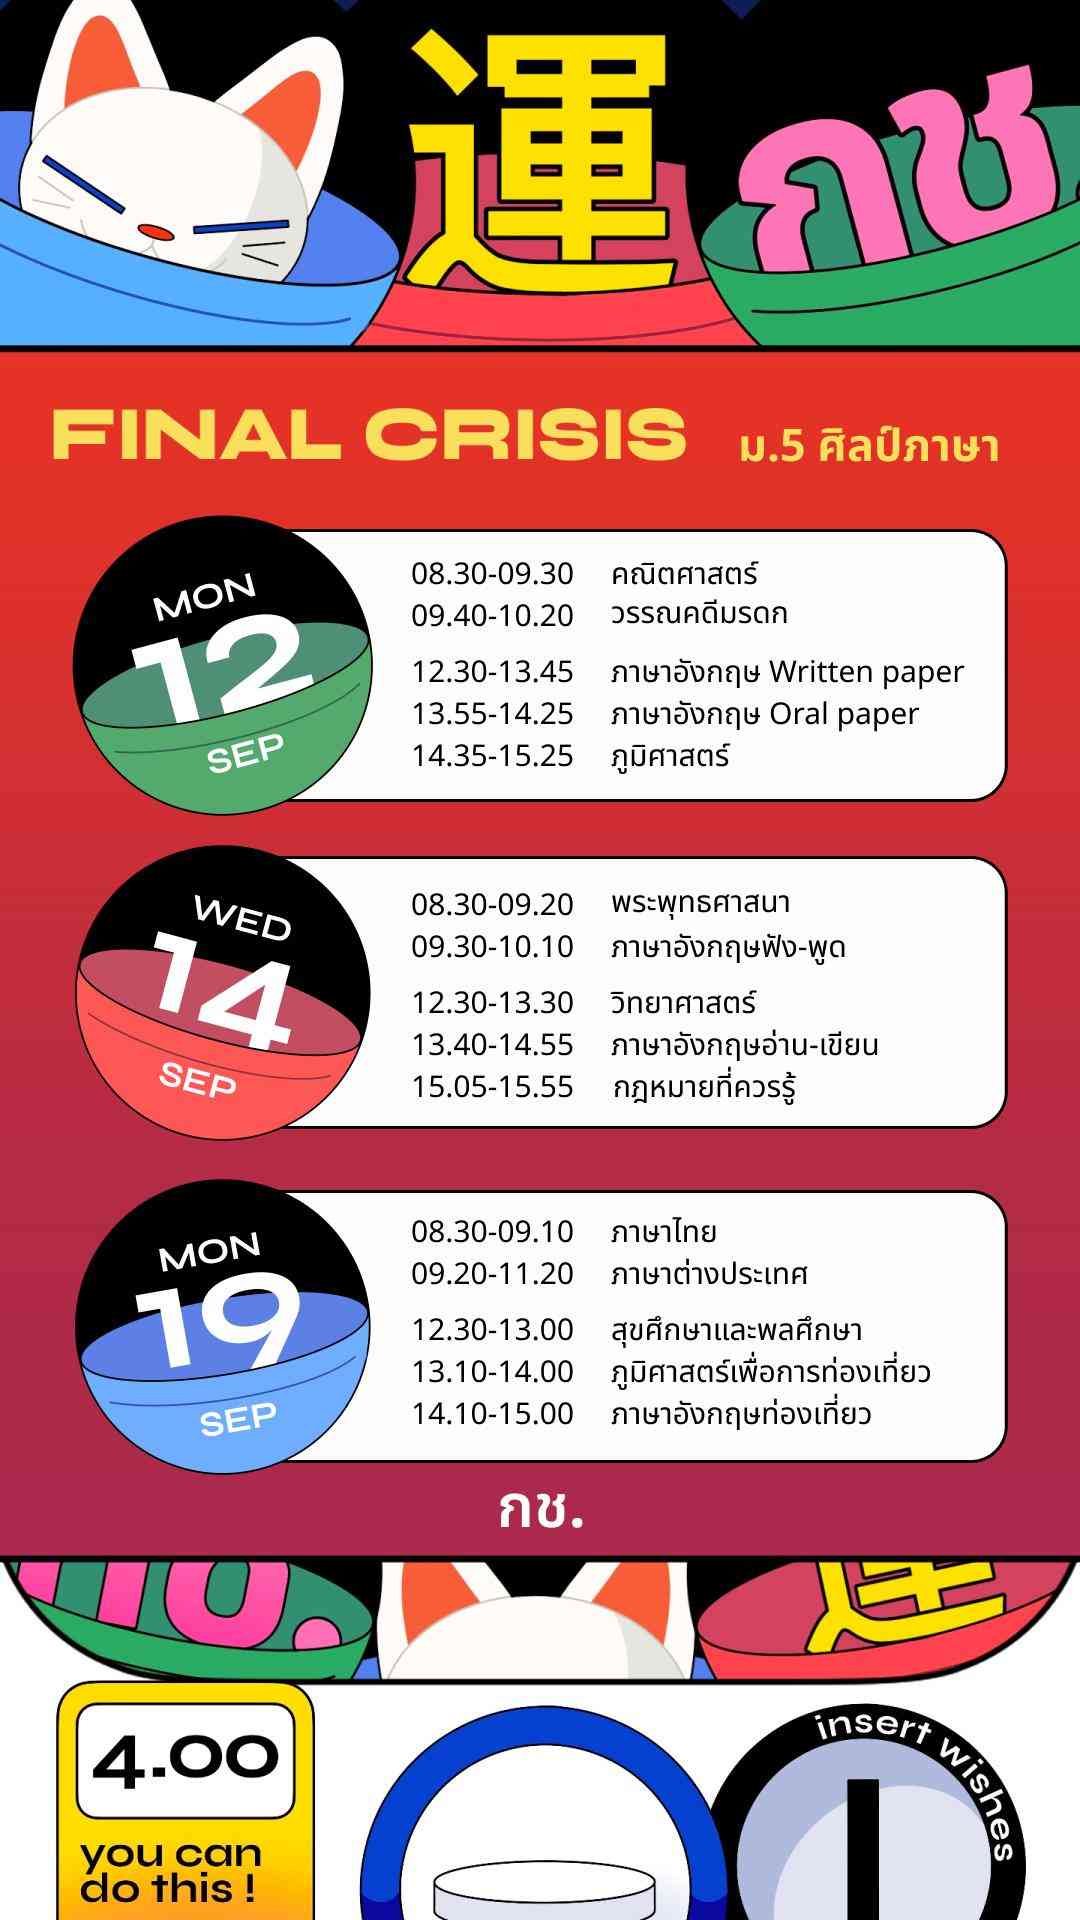 運
กช
FINAL CRISIS ม.5 ศิลป์ภาษา
MON
12
SEP
08.30-09.30 คณิตศาสตร์
09.40-10.20 วรรณคดีมรดก
12.30-13.45 ภาษาอังกฤษ Written paper
13.55-14.25 ภาษาอังกฤษ Oral paper
14.35-15.25 ภูมิศาสตร์
WED
14
SEP
08.30-09.20 พระพุทธศาสนา
09.30-10.10 ภาษาอังกฤษฟัง-พูด
12.30-13.30 วิทยาศาสตร์
13.40-14.55 ภาษาอังกฤษอ่าน-เขียน
15.05-15.55 กฎหมายที่ควรรู้
MON
19
SEP
08.30-09.10 ภาษาไทย
09.20-11.20 ภาษาต่างประเทศ
12.30-13.00 สุขศึกษาและพลศึกษา
13.10-14.00 ภูมิศาสตร์เพื่อการท่องเที่ยว
14.10-15.00 ภาษาอังกฤษท่องเที่ยว
กช.
4.00
you can
do this !
insert wishes